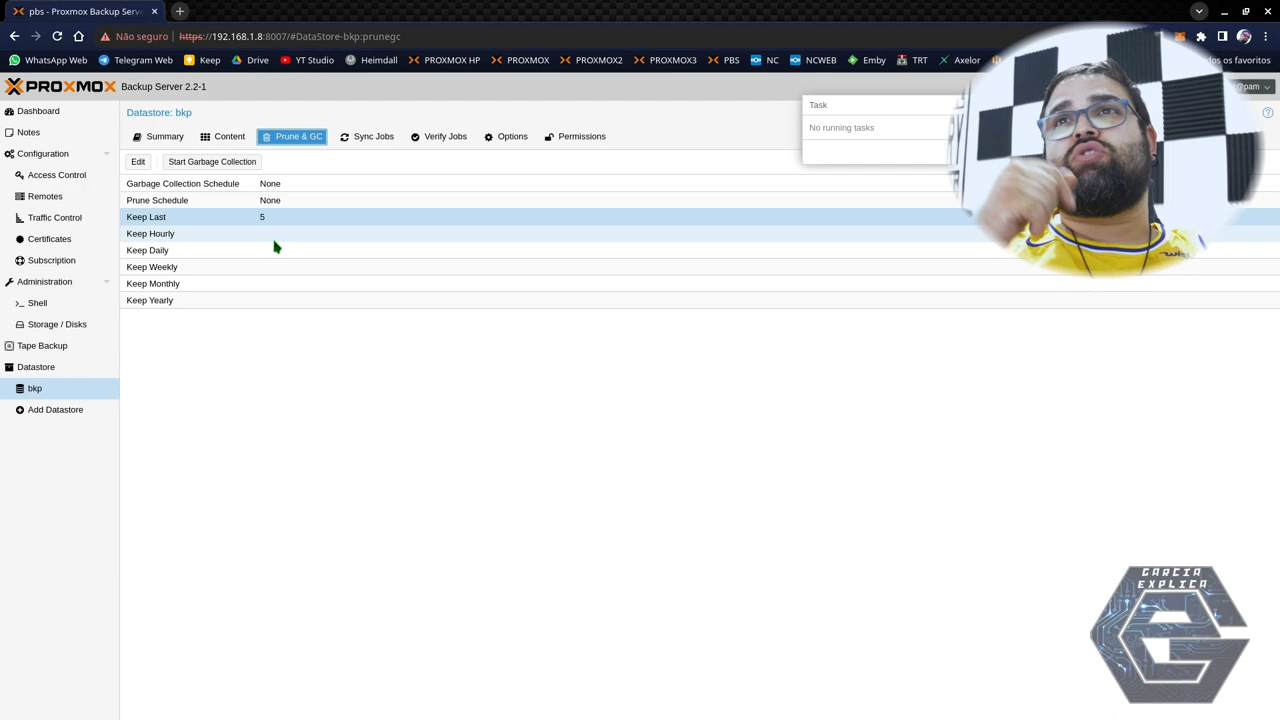 pbs - Proxmox Backup Serv
Não seguro https://192.168.1.8:8007/#DataStore-bkp:prunegc
WhatsApp Web Telegram Web Keep Drive YT Studio Heimdall PROXMOX HP PROXMOX PROXMOX2 PROXMOX3 PBS NC NCWEB Emby TRT Axelor os favoritos
PROXMOX Backup Server 2.2-1 @pam
Dashboard
Notes
Configuration
Access Control
Remotes
Traffic Control
Certificates
Subscription
Administration
Shell
Storage / Disks
Tape Backup
Datastore
bkp
Add Datastore
Datastore: bkp
Summary Content Prune & GC Sync Jobs Verify Jobs Options Permissions
Edit Start Garbage Collection
Garbage Collection Schedule None
Prune Schedule None
Keep Last 5
Keep Hourly
Keep Daily
Keep Weekly
Keep Monthly
Keep Yearly
Task
No running tasks
GARCIA
EXPLICA